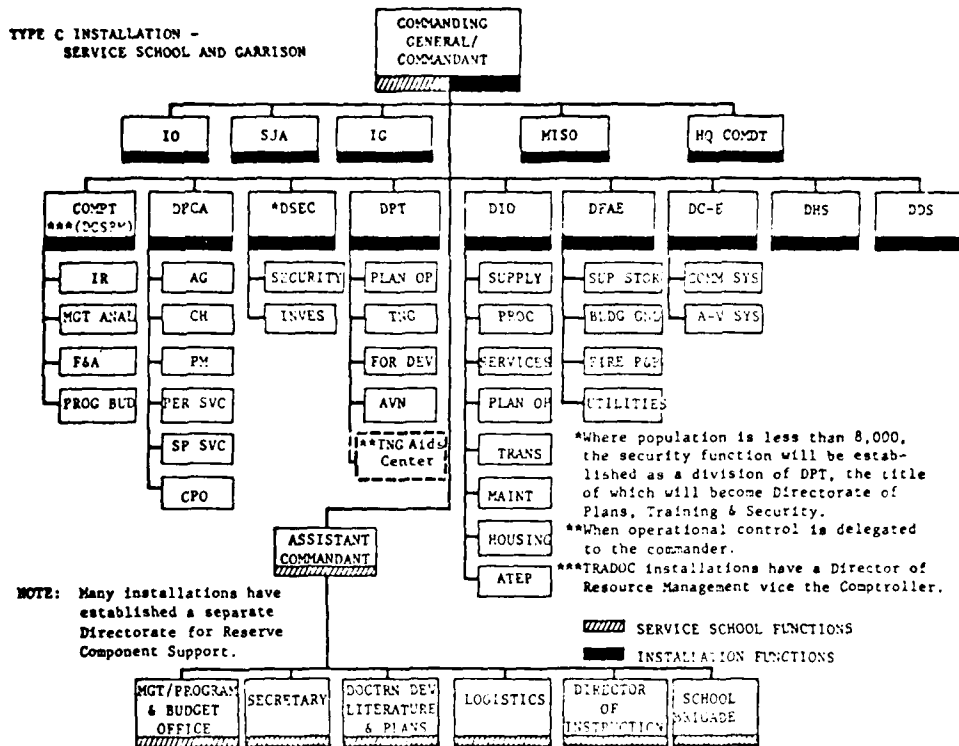 TYPE C INSTALLATION -
SERVICE SCHOOL AND GARRISON
COMMANDING
GENERAL/
COMMANDANT
IO
SJA
IG
MISO
HQ COMDT
COMPT
***(DCSRM)
DPCA
*DSEC
DPT
DIO
DFAE
DC-E
DHS
DDS
IR
MGT ANAL
F&A
PROG BUD
AG
CH
PM
PER SVC
SP SVC
CPO
SECURITY
INVES
PLAN OP
TNG
FOR DEV
AVN
**TNG Aids
Center
SUPPLY
PROC
SERVICES
PLAN OP
TRANS
MAINT
HOUSING
ATEP
SUP STOR
BLDG GND
FIRE P&P
UTILITIES
COMM SYS
A-V SYS
*Where population is less than 8,000,
the security function will be estab-
lished as a division of DPT, the title
of which will become Directorate of
Plans, Training & Security.
**When operational control is delegated
to the commander.
***TRADOC installations have a Director of
Resource Management vice the Comptroller.
ASSISTANT
COMMANDANT
NOTE: Many installations have
established a separate
Directorate for Reserve
Component Support.
SERVICE SCHOOL FUNCTIONS
INSTALLATION FUNCTIONS
MGT/PROGRAM
& BUDGET
OFFICE
SECRETARY
DOCTRN DEV
LITERATURE
& PLANS
LOGISTICS
DIRECTOR
OF
INSTRUCTION
SCHOOL
BRIGADE